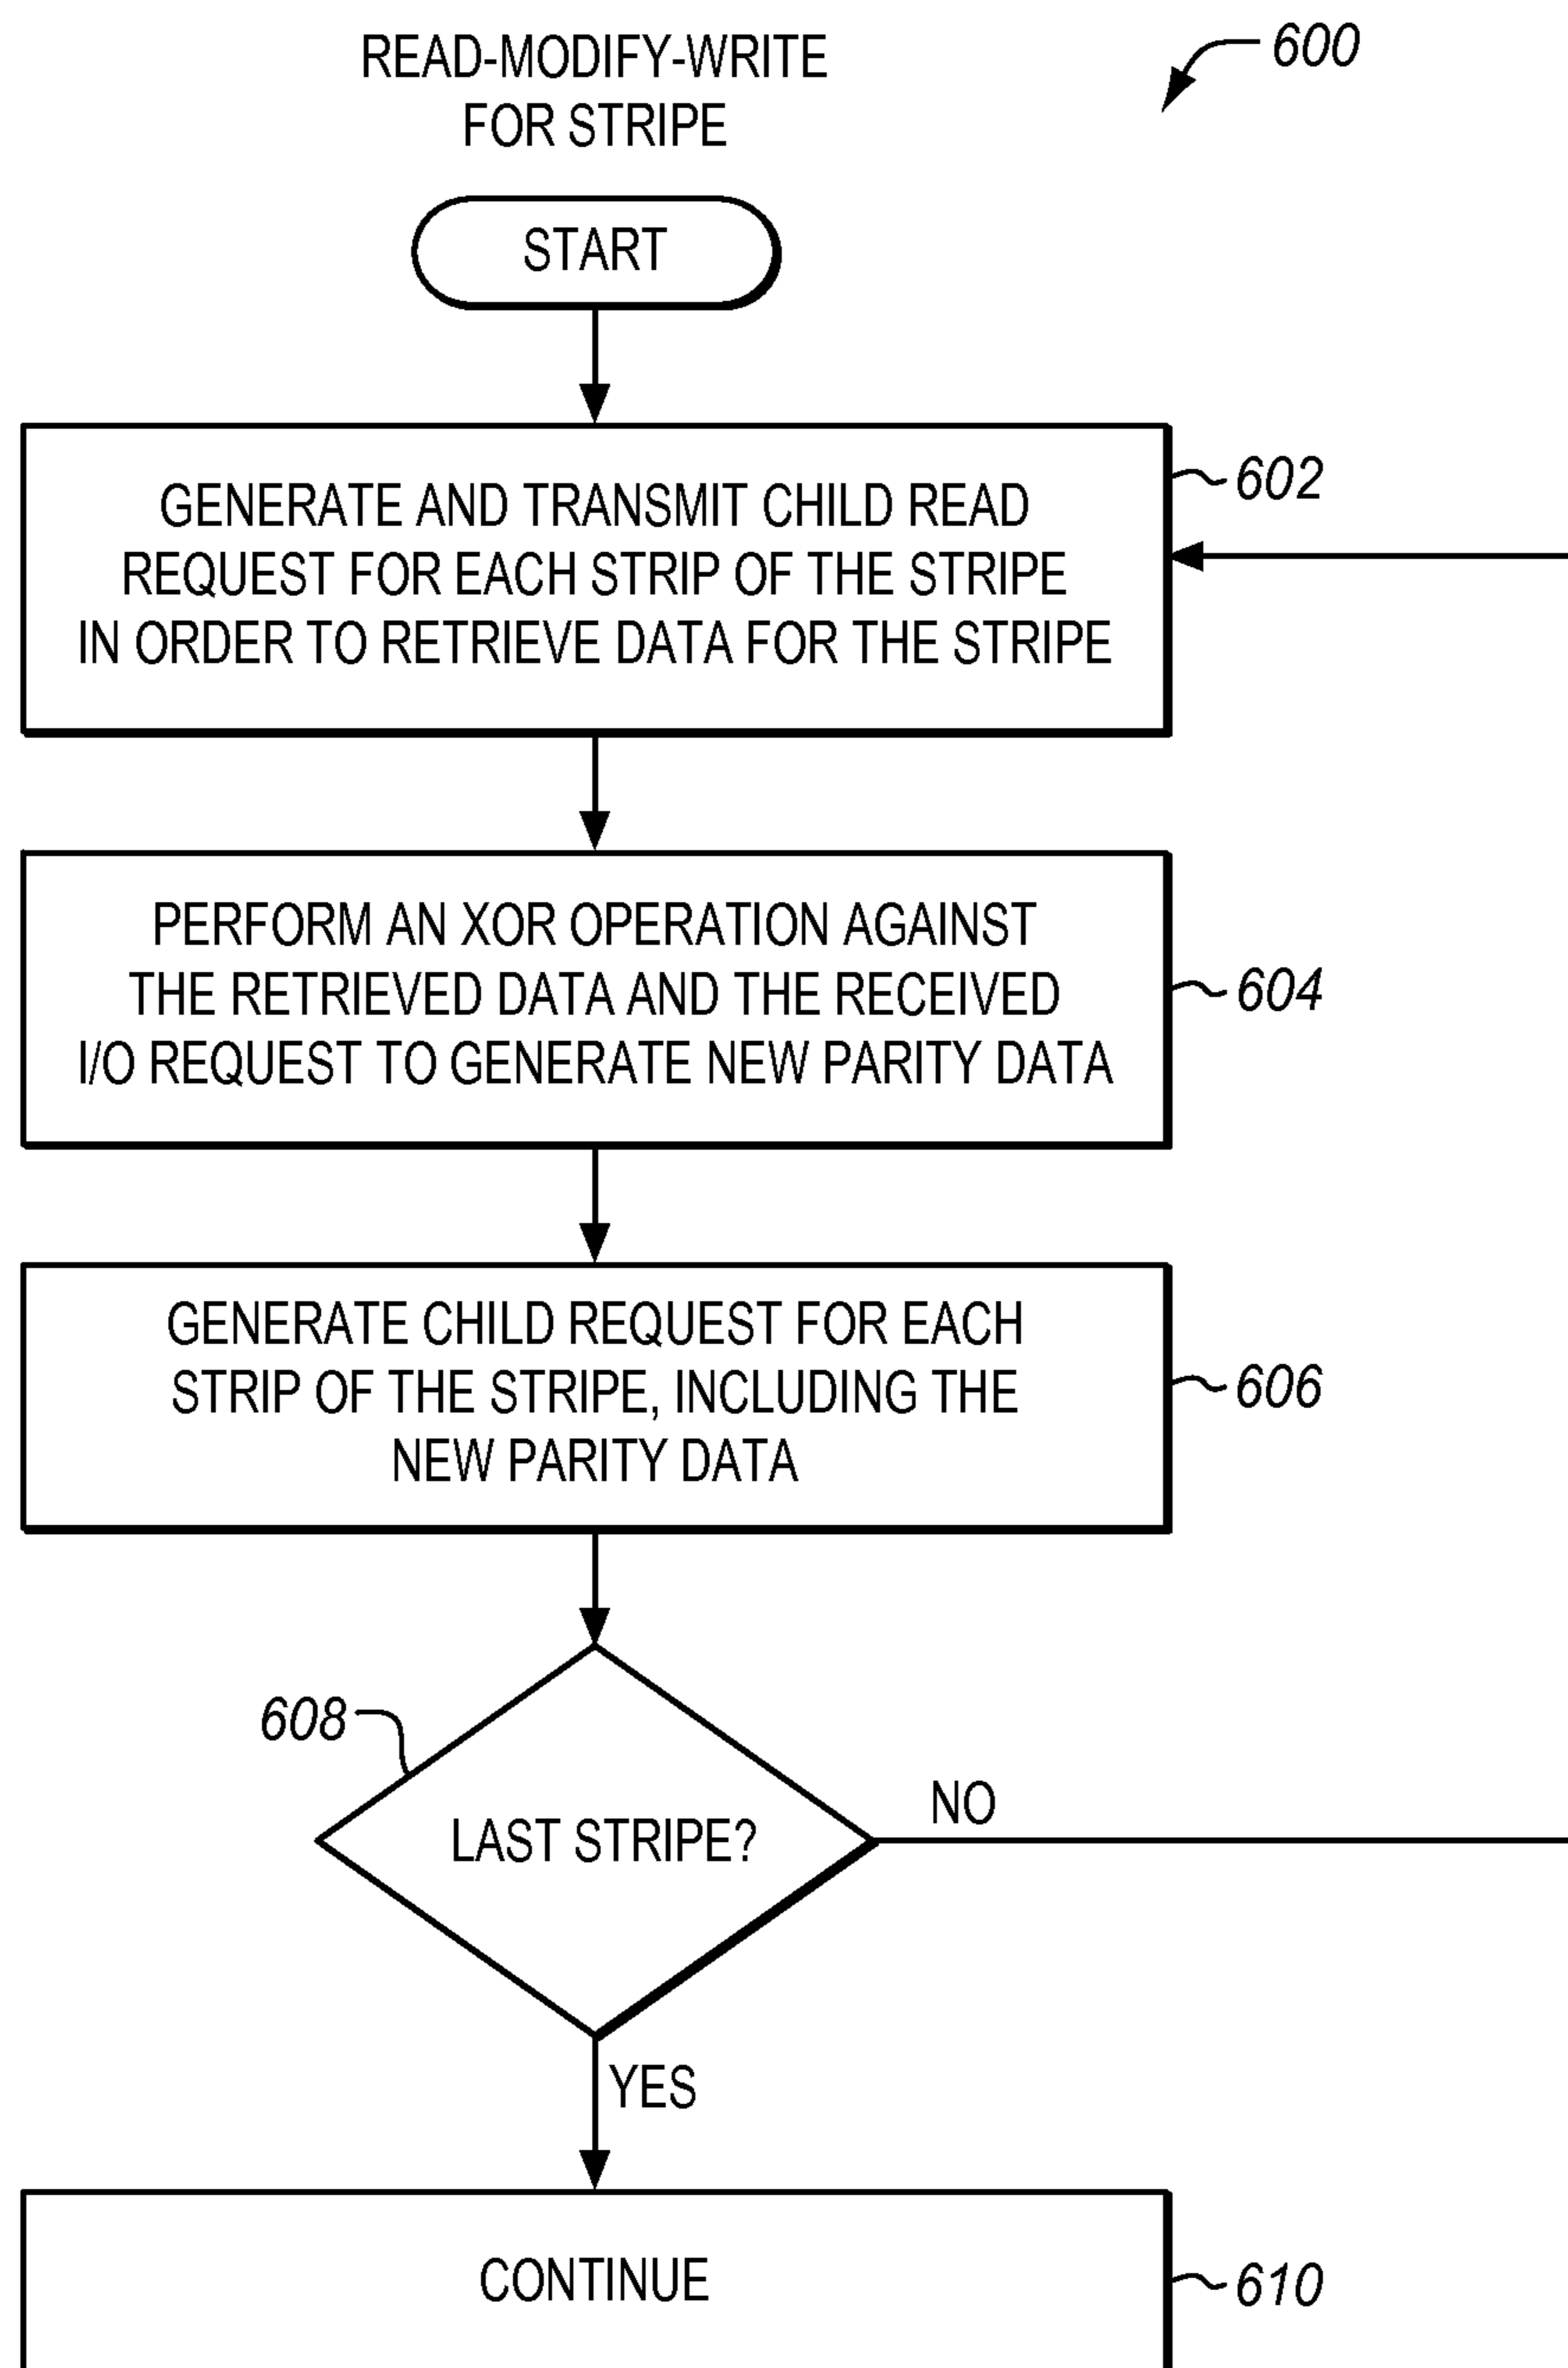 READ-MODIFY-WRITE
FOR STRIPE
600
START
GENERATE AND TRANSMIT CHILD READ
REQUEST FOR EACH STRIP OF THE STRIPE
IN ORDER TO RETRIEVE DATA FOR THE STRIPE
602
PERFORM AN XOR OPERATION AGAINST
THE RETRIEVED DATA AND THE RECEIVED
I/O REQUEST TO GENERATE NEW PARITY DATA
604
GENERATE CHILD REQUEST FOR EACH
STRIP OF THE STRIPE, INCLUDING THE
NEW PARITY DATA
606
608
LAST STRIPE?
NO
YES
CONTINUE
610